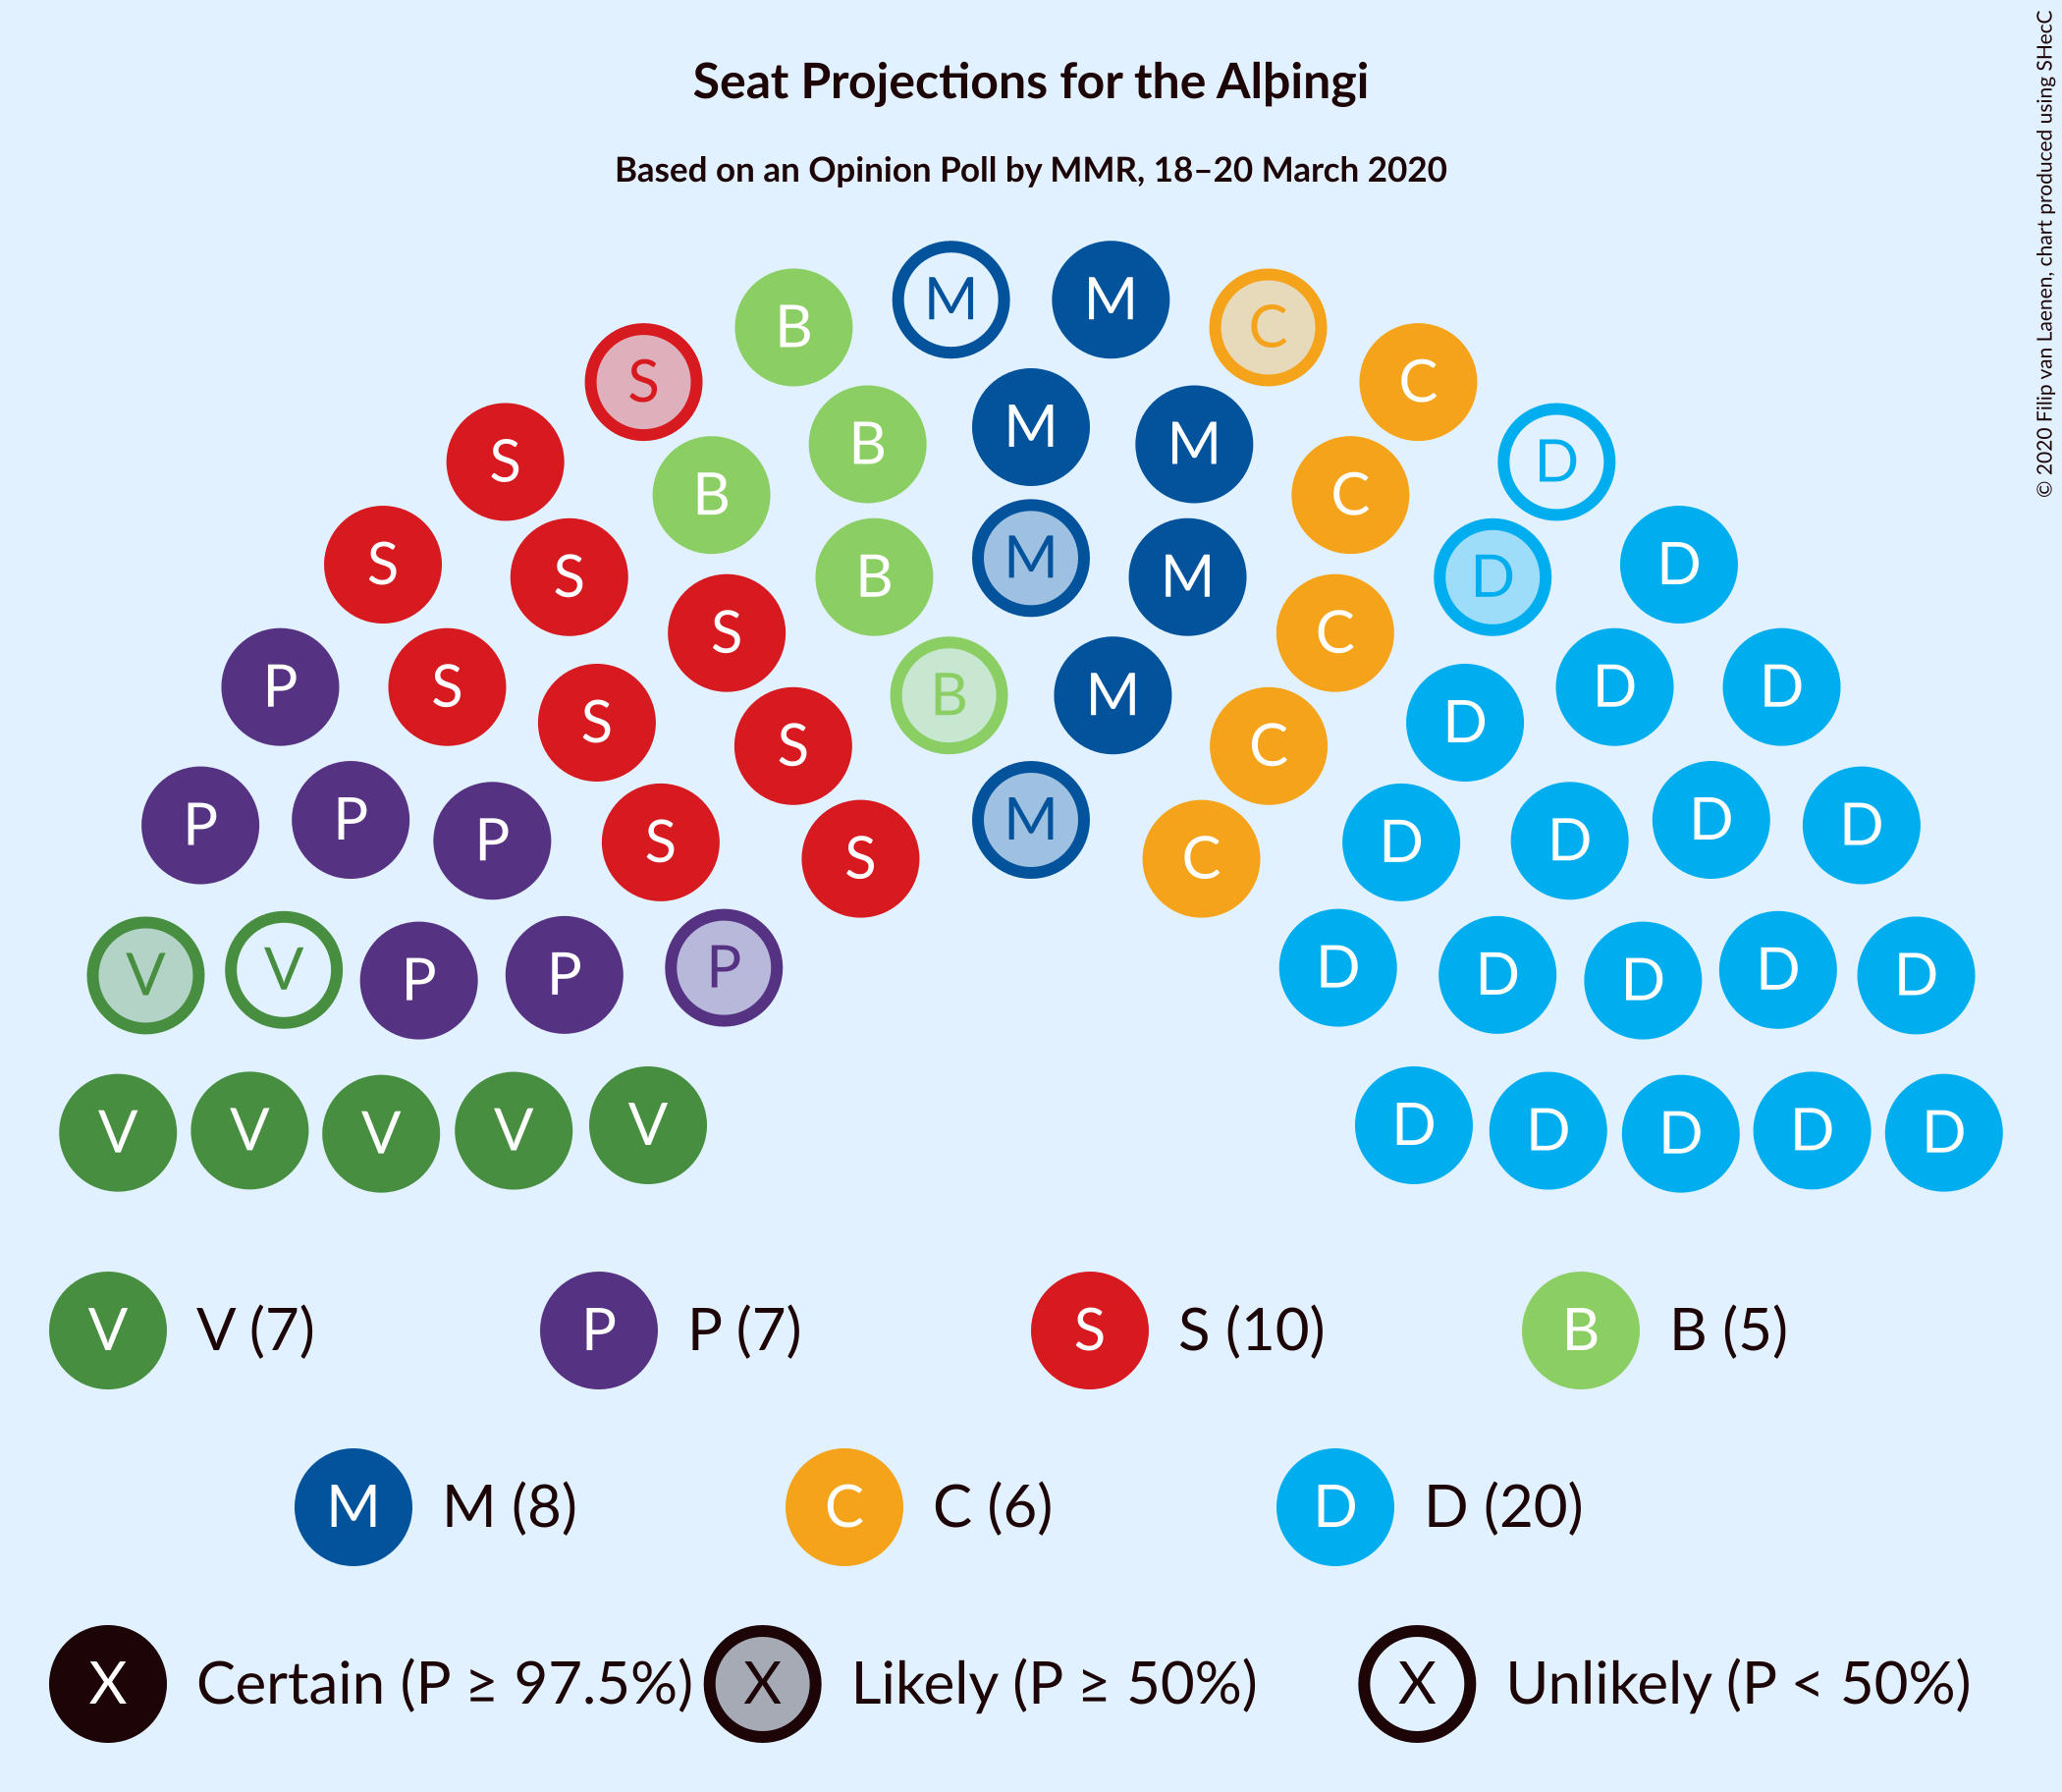 © 2020 Filip van Laenen, chart produced using SHecC
Seat Projections for the Alþingi
Based on an Opinion Poll by MMR, 18–20 March 2020
M M
B C
S C
M
B M
S D
B C
M
S D
S B M D
S C
P S D D
B M
S D
S C
P P P S M D D D D
S C
V V P P P D D D D D
V V V V V D D D D D
V V (7) P P (7) S S (10) B B (5)
M M (8) C C (6) D D (20)
X Certain (P ≥ 97.5%) X Likely (P ≥ 50%) X Unlikely (P < 50%)